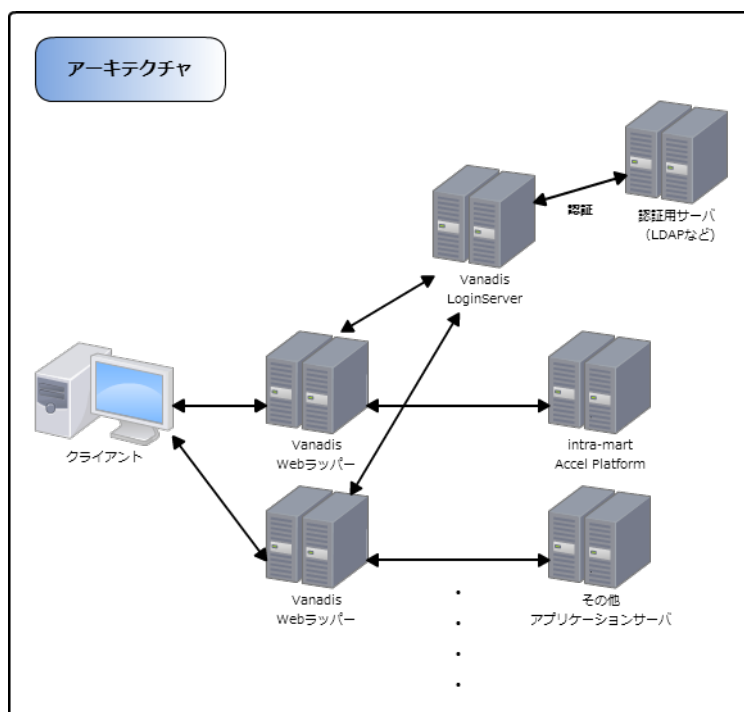 アーキテクチャ
認証用サーバ
（LDAPなど）
認証
Vanadis
LoginServer
クライアント
Vanadis
Webラッパー
intra-mart
Accel Platform
Vanadis
Webラッパー
その他
アプリケーションサーバ